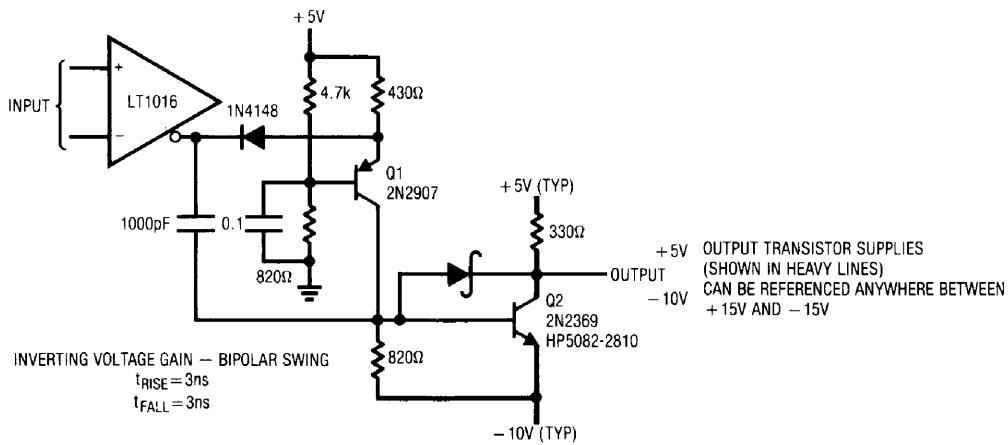 +5V
LT1016
+
−
INPUT
1N4148
4.7k
430Ω
Q1
2N2907
1000pF
0.1
820Ω
+5V (TYP)
330Ω
OUTPUT
+5V
−10V
OUTPUT TRANSISTOR SUPPLIES
(SHOWN IN HEAVY LINES)
CAN BE REFERENCED ANYWHERE BETWEEN
+15V AND −15V
Q2
2N2369
HP5082-2810
820Ω
−10V (TYP)
INVERTING VOLTAGE GAIN — BIPOLAR SWING
tRISE=3ns
tFALL=3ns